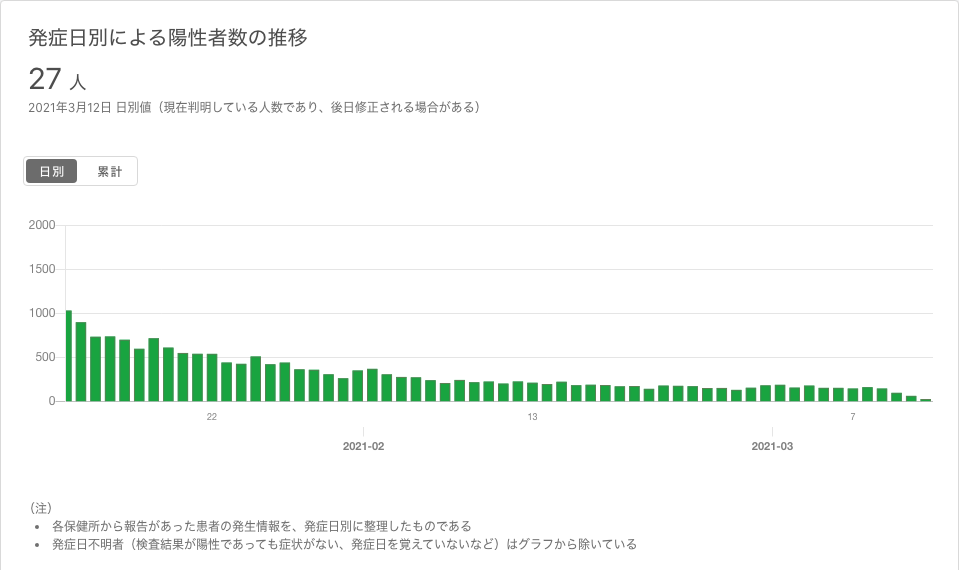 発症日別による陽性者数の推移
27 人
2021年3月12日 日別値（現在判明している人数であり、後日修正される場合がある）
日別 累計
2000
1500
1000
500
0
22 13 7
2021-02 2021-03
（注）
• 各保健所から報告があった患者の発生情報を、発症日別に整理したものである
• 発症日不明者（検査結果が陽性であっても症状がない、発症日を覚えていないなど）はグラフから除いている